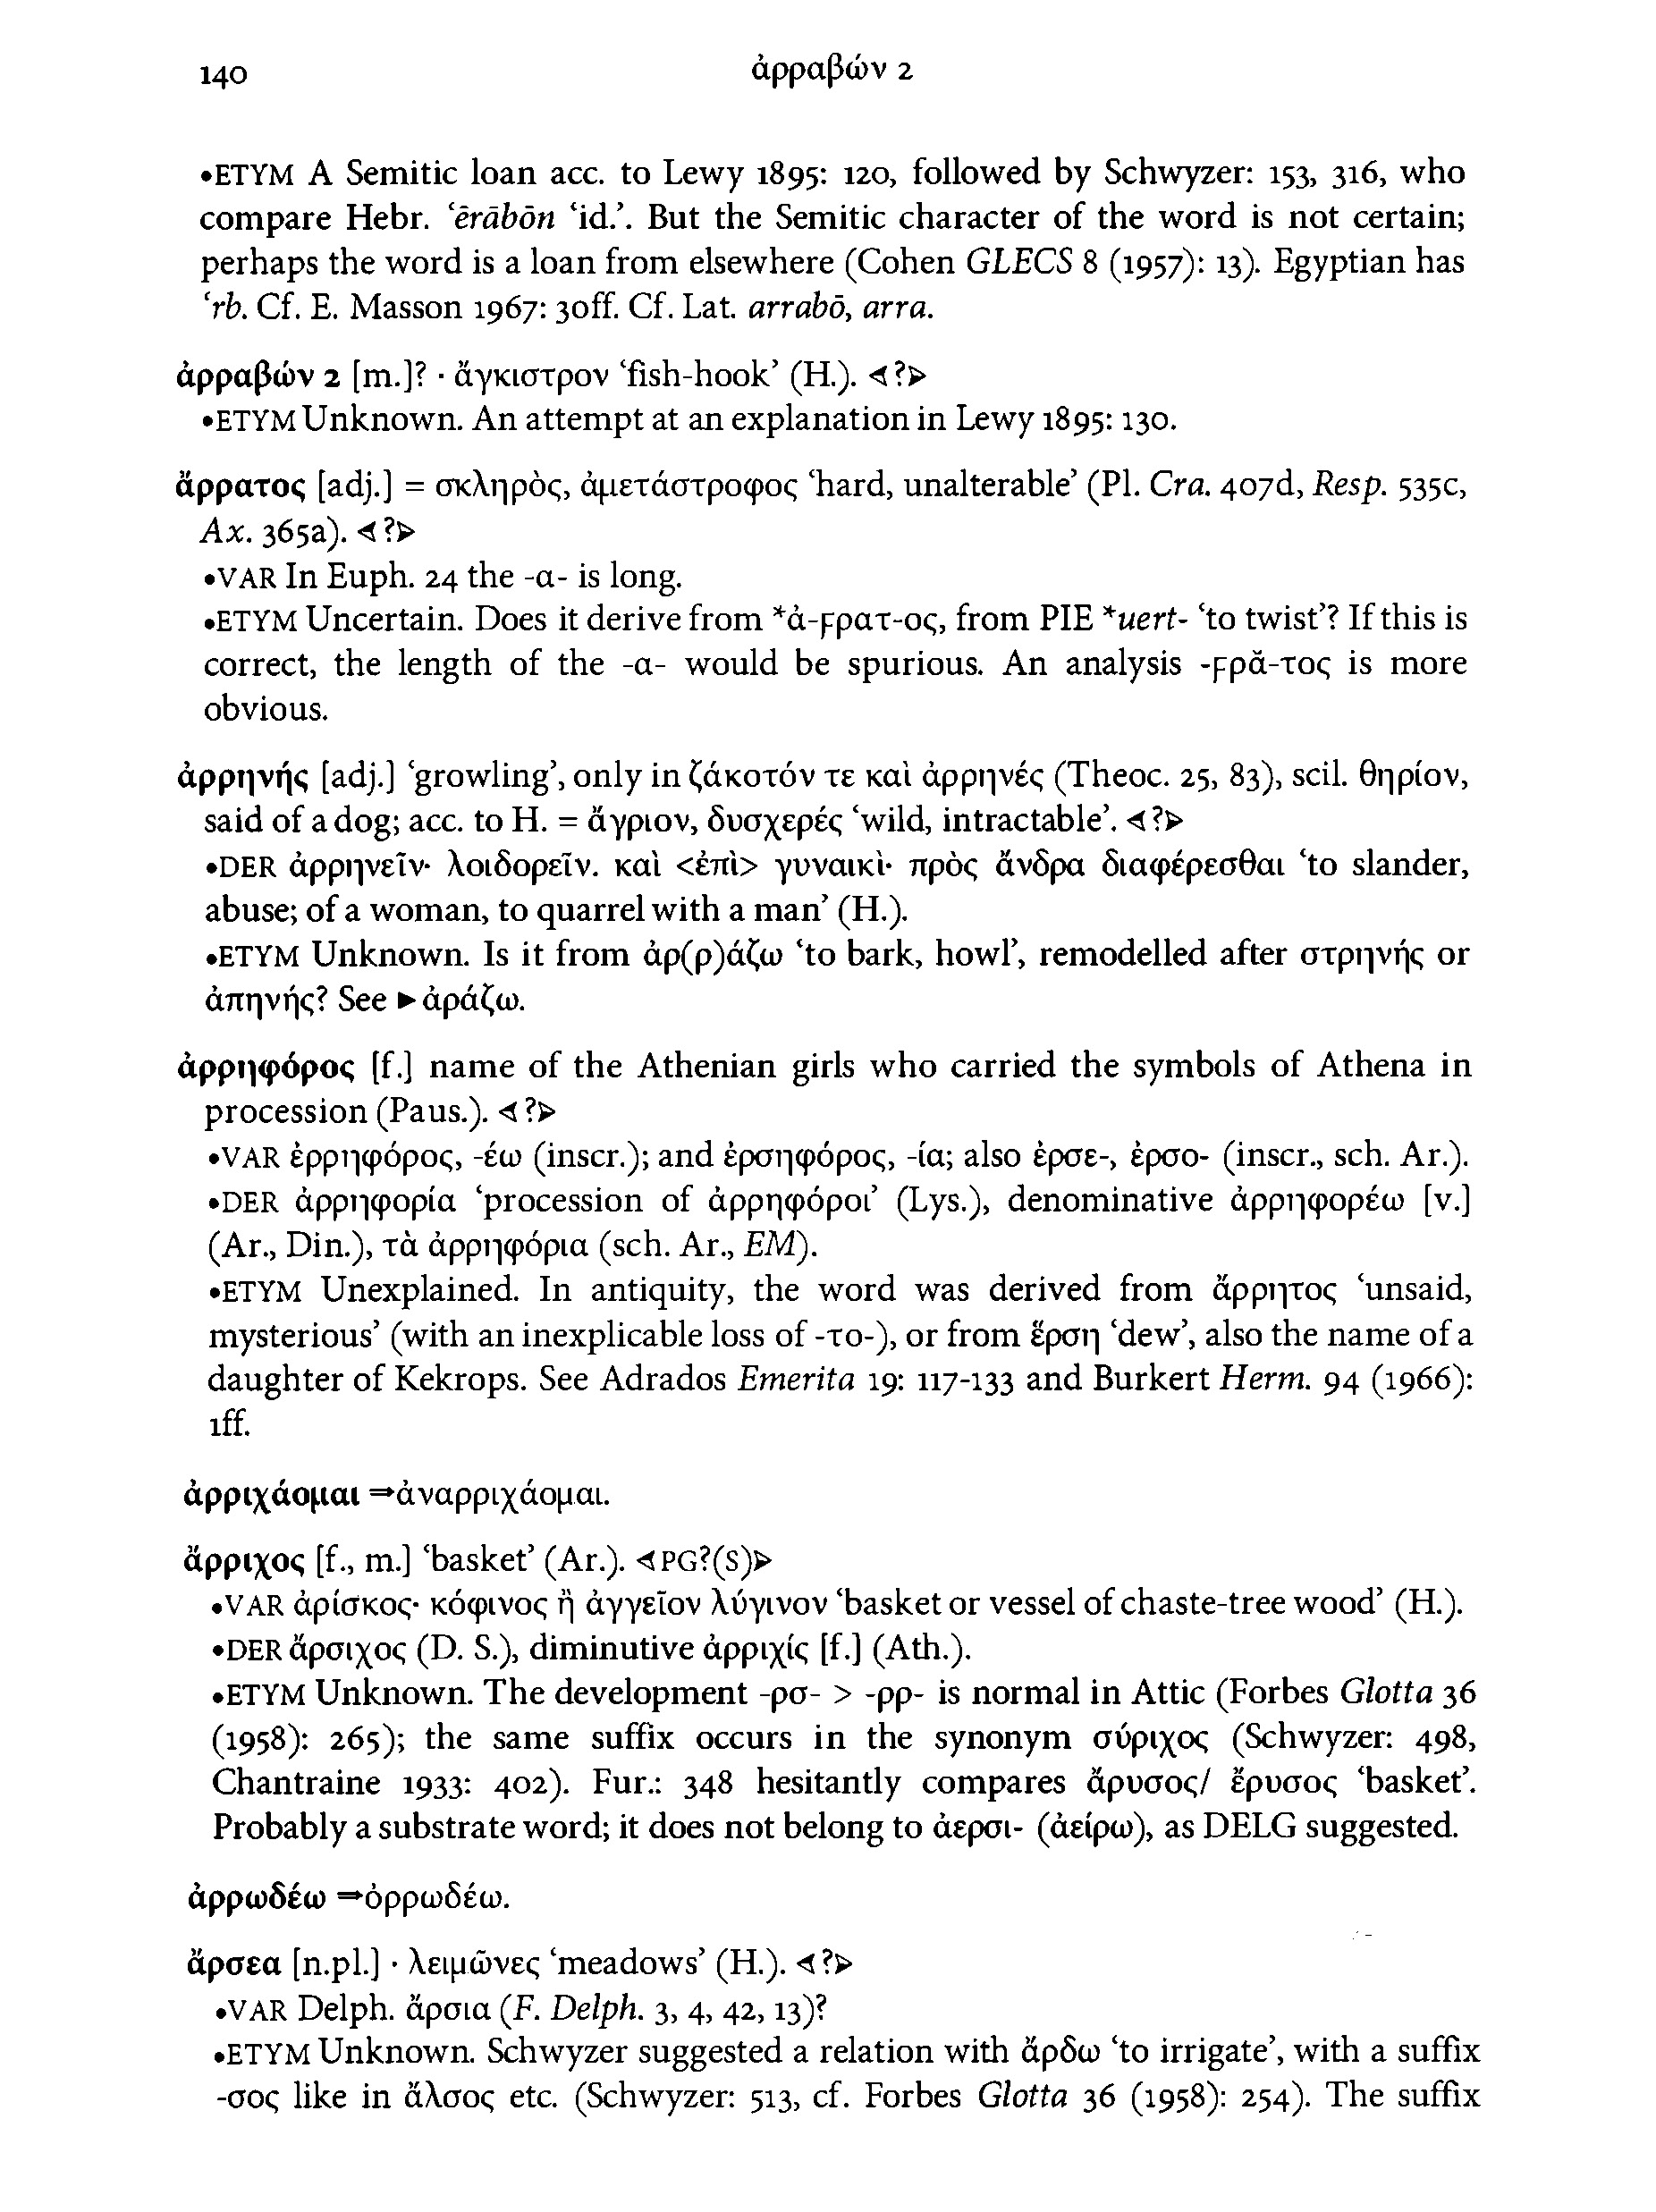 140 ἀρραβών 2
•ETYM A Semitic loan acc. to Lewy 1895: 120, followed by Schwyzer: 153, 316, who
compare Hebr. ‘ērābōn ‘id.’. But the Semitic character of the word is not certain;
perhaps the word is a loan from elsewhere (Cohen GLECS 8 (1957): 13). Egyptian has
‘rb. Cf. E. Masson 1967: 30ff. Cf. Lat. arrabō, arra.
ἀρραβών 2 [m.]? · ἄγκιστρον ‘fish-hook’ (H.). ⊲?⊳
•ETYM Unknown. An attempt at an explanation in Lewy 1895: 130.
ἄρρατος [adj.] = σκληρὸς, ἀμετάστροφος ‘hard, unalterable’ (Pl. Cra. 407d, Resp. 535c,
Ax. 365a). ⊲?⊳
•VAR In Euph. 24 the -α- is long.
•ETYM Uncertain. Does it derive from *ἀ-ϝρατ-ος, from PIE *uert- ‘to twist’? If this is
correct, the length of the -α- would be spurious. An analysis -ϝρᾰ-τος is more
obvious.
ἀρρηνής [adj.] ‘growling’, only in ζάκοτόν τε καὶ ἀρρηνές (Theoc. 25, 83), scil. θηρίον,
said of a dog; acc. to H. = ἄγριον, δυσχερές ‘wild, intractable’. ⊲?⊳
•DER ἀρρηνεῖν· λοιδορεῖν. καὶ <ἐπὶ> γυναικὶ· πρὸς ἄνδρα διαφέρεσθαι ‘to slander,
abuse; of a woman, to quarrel with a man’ (H.).
•ETYM Unknown. Is it from ἀρ(ρ)άζω ‘to bark, howl’, remodelled after στρηνής or
ἀπηνής? See ►ἀράζω.
ἀρρηφόρος [f.] name of the Athenian girls who carried the symbols of Athena in
procession (Paus.). ⊲?⊳
•VAR ἐρρηφόρος, -έω (inscr.); and ἐρσηφόρος, -ία; also ἐρσε-, ἐρσο- (inscr., sch. Ar.).
•DER ἀρρηφορία ‘procession of ἀρρηφόροι’ (Lys.), denominative ἀρρηφορέω [v.]
(Ar., Din.), τὰ ἀρρηφόρια (sch. Ar., EM).
•ETYM Unexplained. In antiquity, the word was derived from ἄρρητος ‘unsaid,
mysterious’ (with an inexplicable loss of -το-), or from ἕρση ‘dew’, also the name of a
daughter of Kekrops. See Adrados Emerita 19: 117-133 and Burkert Herm. 94 (1966):
1ff.
ἀρριχάομαι ⇒ἀναρριχάομαι.
ἄρριχος [f., m.] ‘basket’ (Ar.). ⊲PG?(S)⊳
•VAR ἀρίσκος· κόφινος ἢ ἀγγεῖον λύγινον ‘basket or vessel of chaste-tree wood’ (H.).
•DER ἄρσιχος (D. S.), diminutive ἀρριχίς [f.] (Ath.).
•ETYM Unknown. The development -ρσ- > -ρρ- is normal in Attic (Forbes Glotta 36
(1958): 265); the same suffix occurs in the synonym σύριχος (Schwyzer: 498,
Chantraine 1933: 402). Fur.: 348 hesitantly compares ἄρυσος/ ἔρυσος ‘basket’.
Probably a substrate word; it does not belong to ἀερσι- (ἀείρω), as DELG suggested.
ἀρρωδέω ⇒ὀρρωδέω.
ἄρσεα [n.pl.] · λειμῶνες ‘meadows’ (H.). ⊲?⊳
•VAR Delph. ἄρσια (F. Delph. 3, 4, 42, 13)?
•ETYM Unknown. Schwyzer suggested a relation with ἄρδω ‘to irrigate’, with a suffix
-σος like in ἄλσος etc. (Schwyzer: 513, cf. Forbes Glotta 36 (1958): 254). The suffix